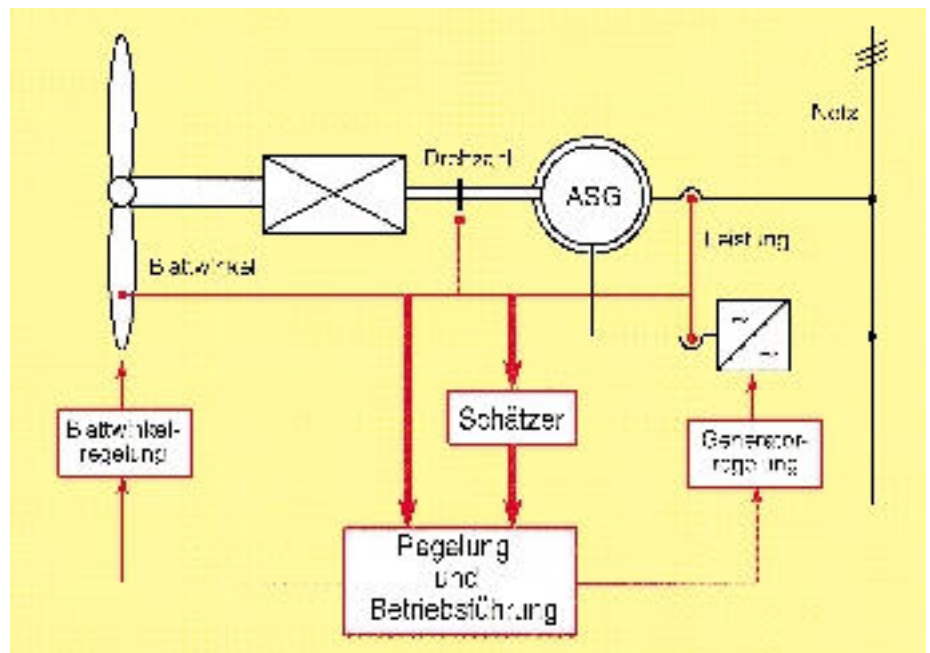 Netz
Drehzahl
ASG
Leistung
Blattwinkel
Schätzer
Blattwinkel-
regelung
Generator-
regelung
Regelung
und
Betriebsführung